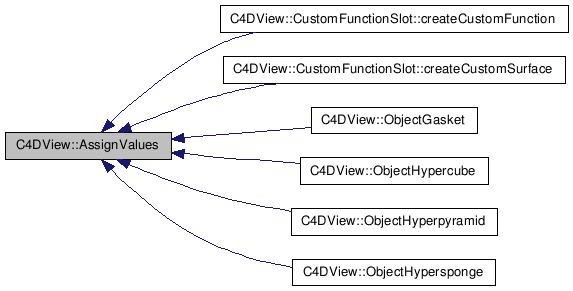 C4DView::CustomFunctionSlot::createCustomFunction
C4DView::CustomFunctionSlot::createCustomSurface
C4DView::ObjectGasket
C4DView::AssignValues
C4DView::ObjectHypercube
C4DView::ObjectHyperpyramid
C4DView::ObjectHypersponge